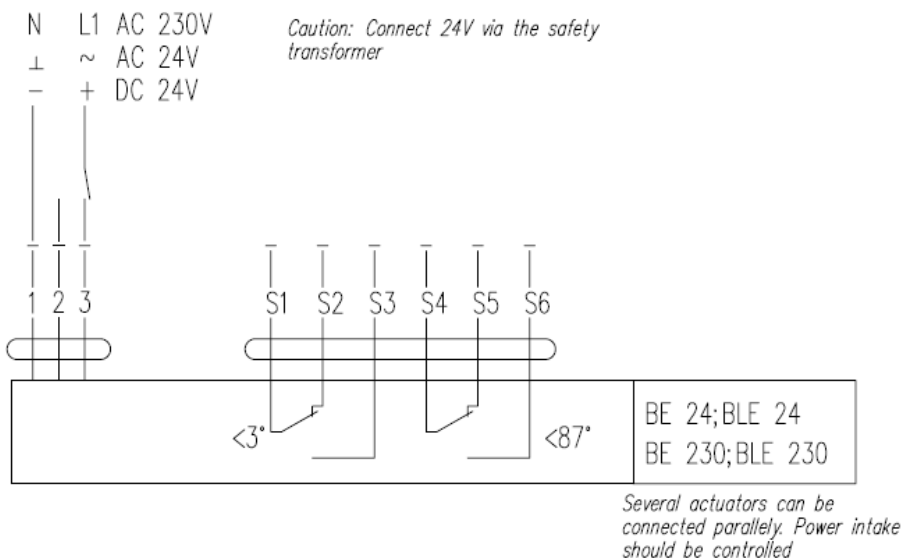 N L1 AC 230V
⊥ ~ AC 24V
− + DC 24V
Caution: Connect 24V via the safety
transformer
1 2 3 S1 S2 S3 S4 S5 S6
<3° <87°
BE 24;BLE 24
BE 230;BLE 230
Several actuators can be
connected parallely. Power intake
should be controlled